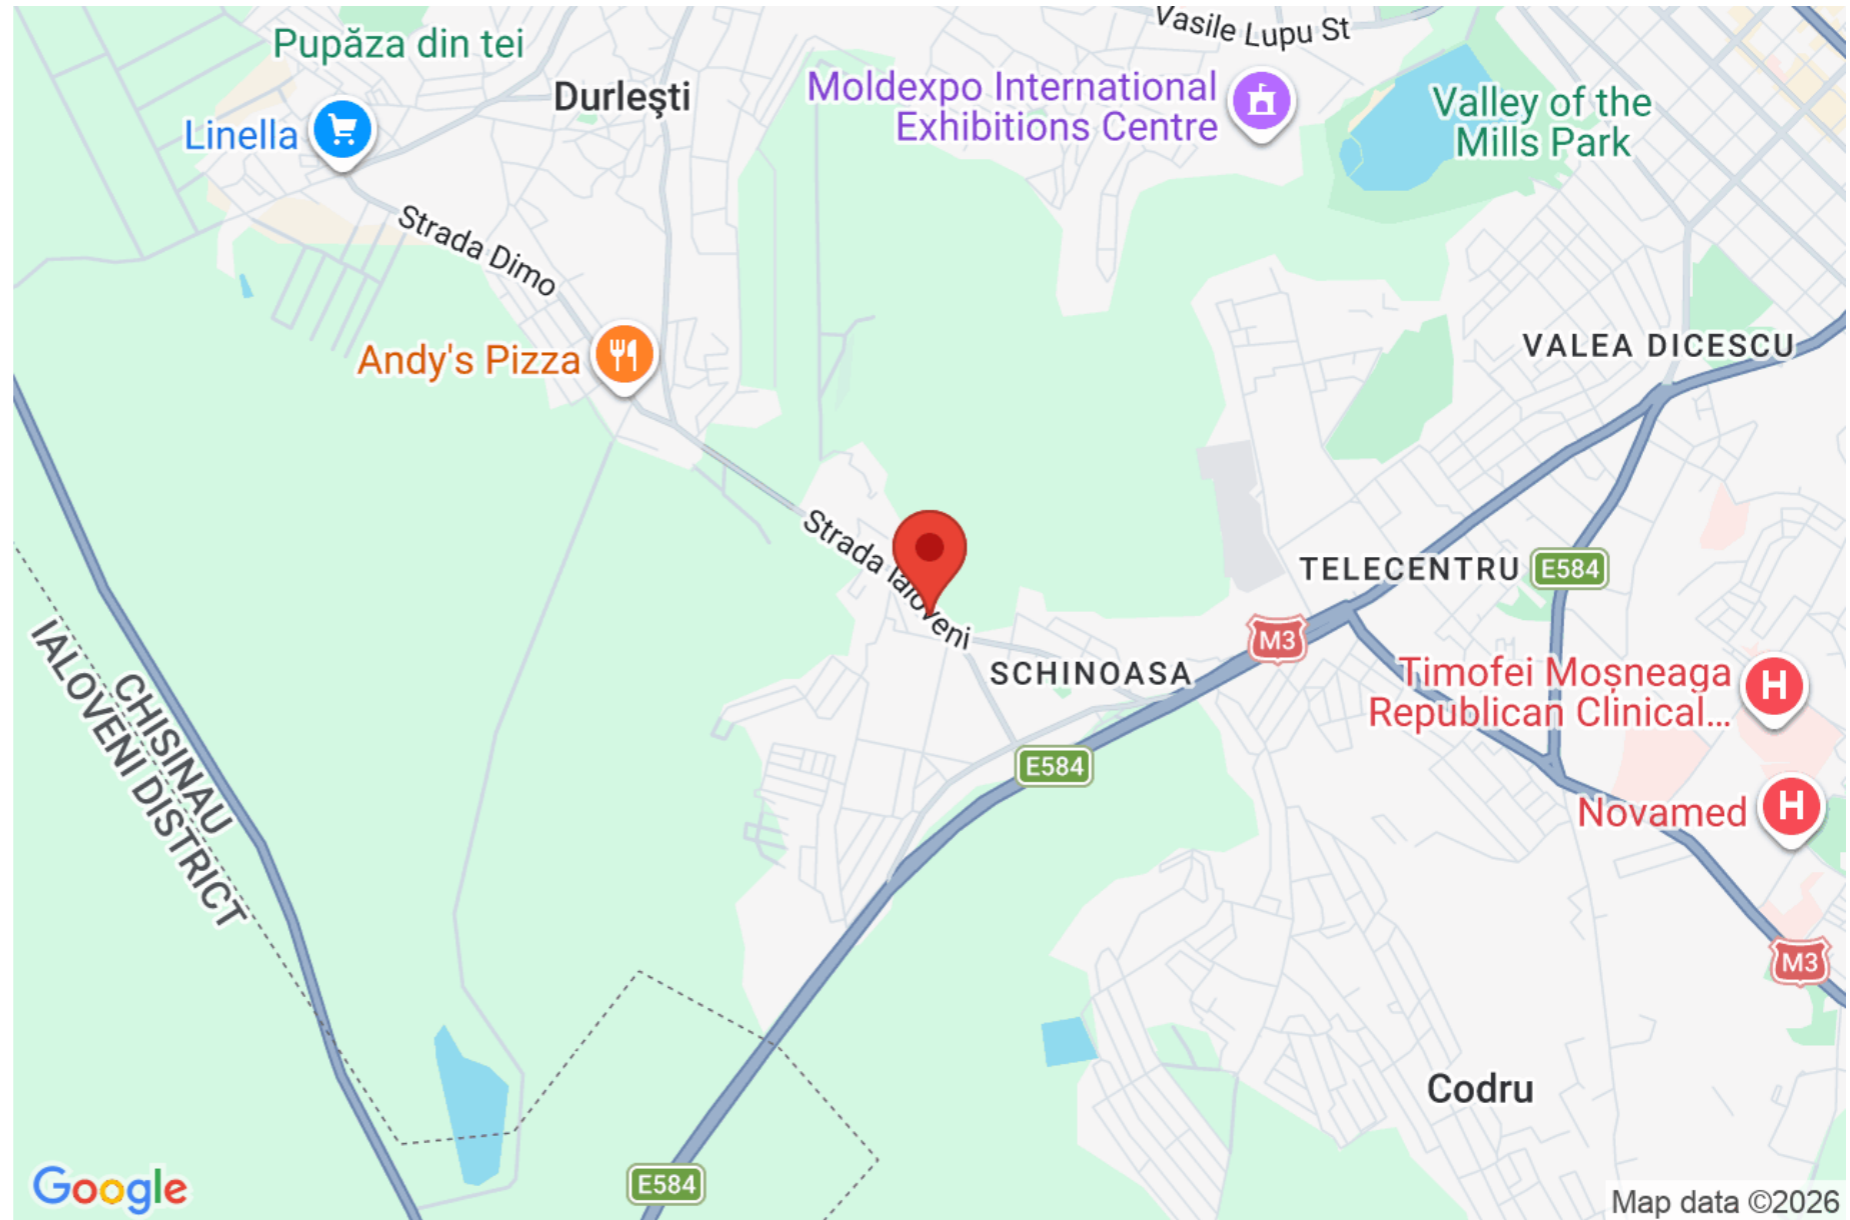 Vasile Lupu St
Pupăza din tei
Durleşti
Moldexpo International
Exhibitions Centre
Valley of the
Mills Park
Linella
Strada Dimo
Andy's Pizza
VALEA DICESCU
Strada Ialoveni
TELECENTRU
E584
M3
SCHINOASA
Timofei Moșneaga
Republican Clinical...
E584
Novamed
CHISINAU
IALOVENI DISTRICT
M3
Codru
E584
Google
Map data ©2026